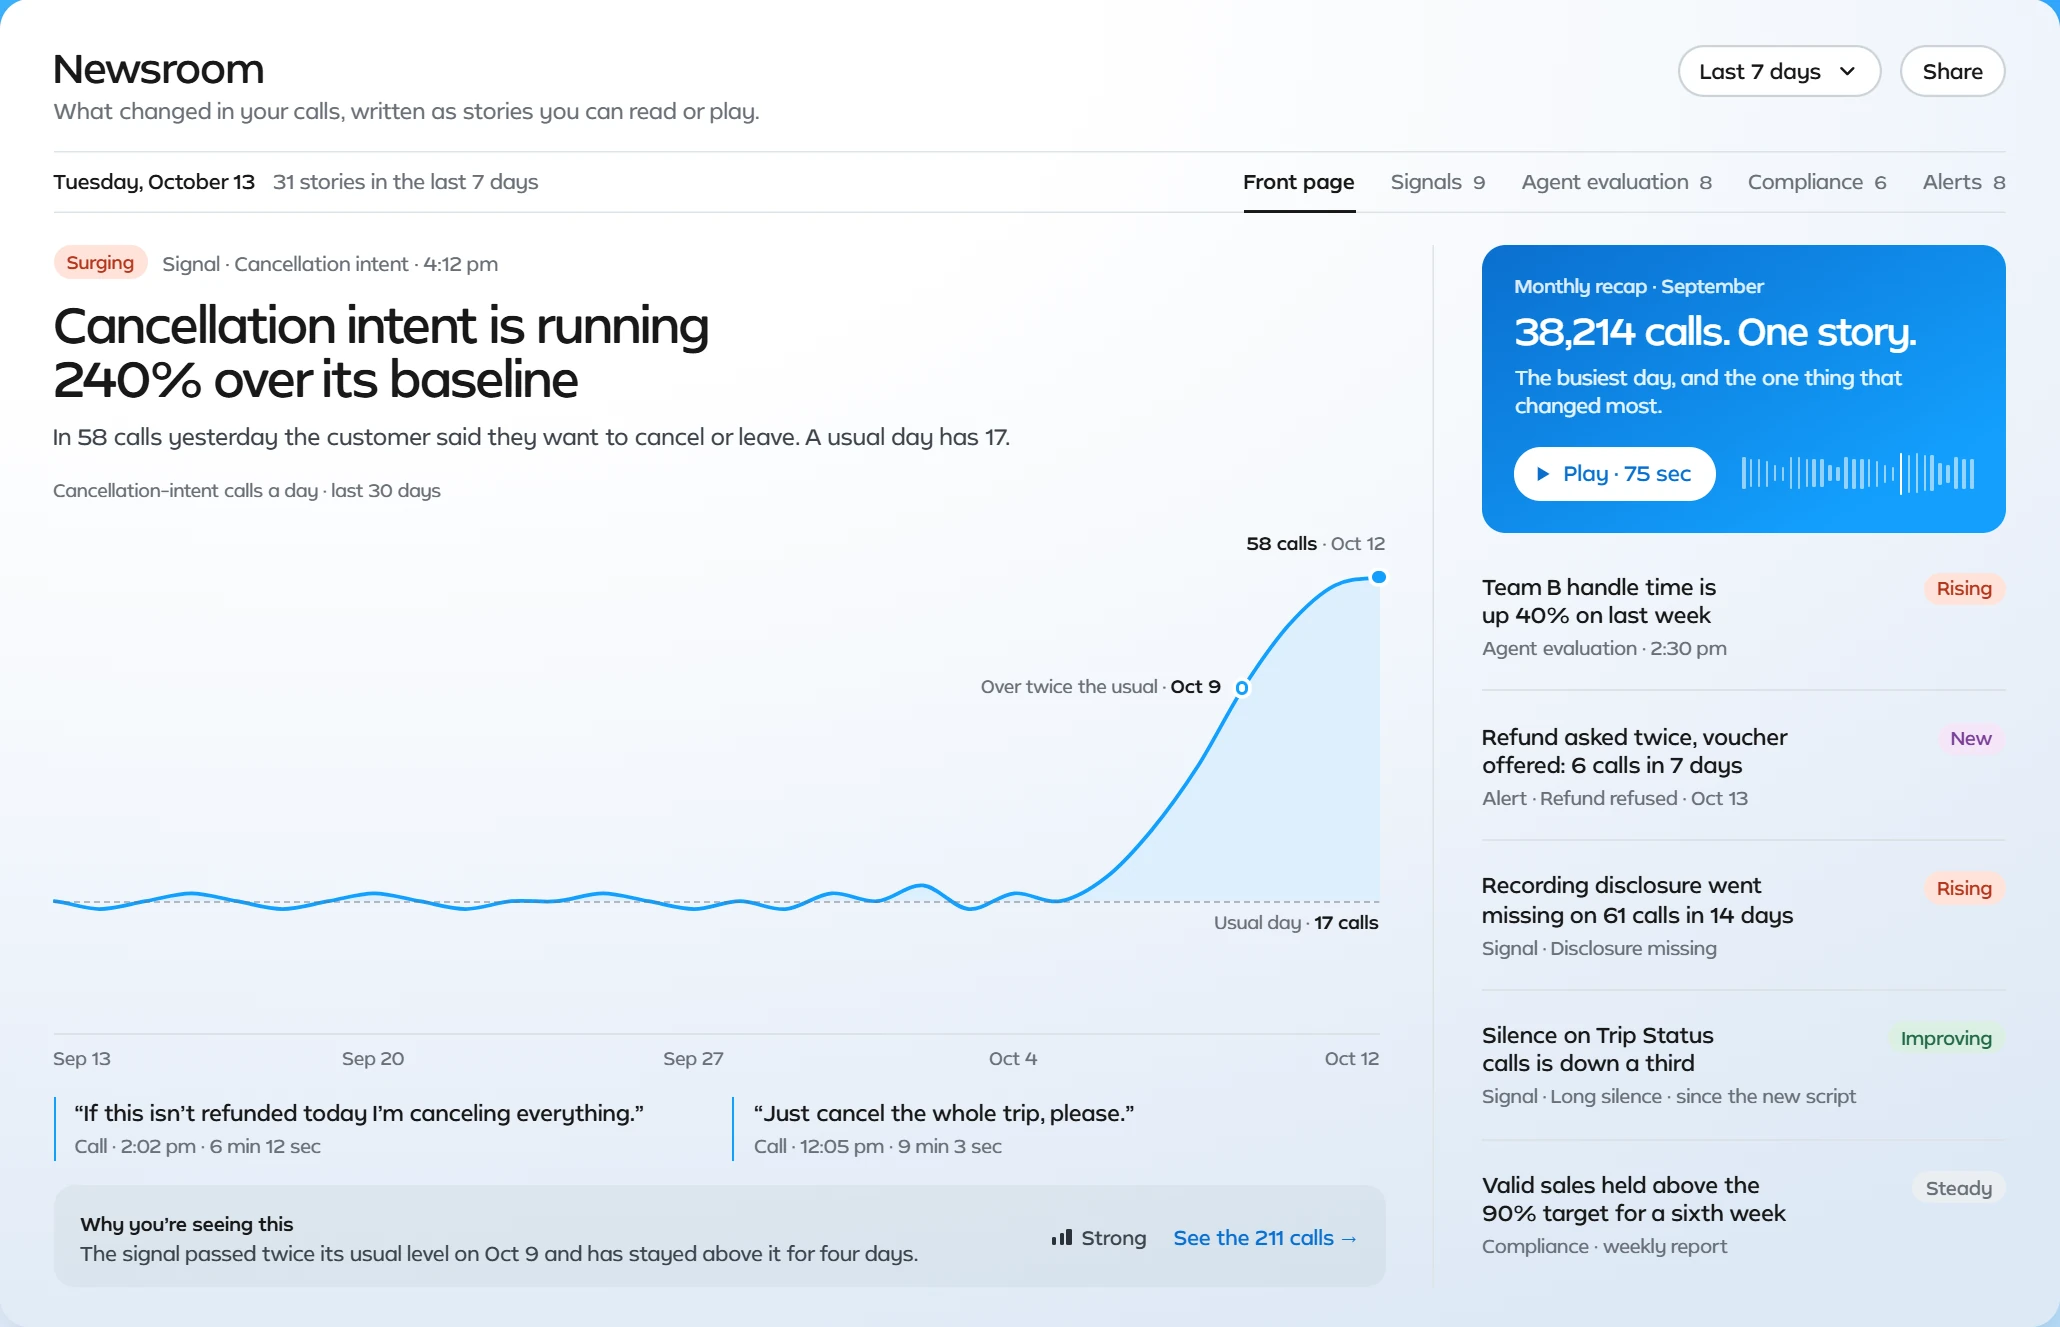 Newsroom
What changed in your calls, written as stories you can read or play.
Last 7 days
Share
Tuesday, October 13 31 stories in the last 7 days
Front page Signals 9 Agent evaluation 8 Compliance 6 Alerts 8
Surging Signal · Cancellation intent · 4:12 pm
Cancellation intent is running
240% over its baseline
In 58 calls yesterday the customer said they want to cancel or leave. A usual day has 17.
Cancellation-intent calls a day · last 30 days
58 calls · Oct 12
Over twice the usual · Oct 9
Usual day · 17 calls
Sep 13 Sep 20 Sep 27 Oct 4 Oct 12
“If this isn’t refunded today I’m canceling everything.”
Call · 2:02 pm · 6 min 12 sec
“Just cancel the whole trip, please.”
Call · 12:05 pm · 9 min 3 sec
Why you’re seeing this
The signal passed twice its usual level on Oct 9 and has stayed above it for four days.
Strong See the 211 calls →
Monthly recap · September
38,214 calls. One story.
The busiest day, and the one thing that
changed most.
Play · 75 sec
Team B handle time is
up 40% on last week
Agent evaluation · 2:30 pm
Rising
Refund asked twice, voucher
offered: 6 calls in 7 days
Alert · Refund refused · Oct 13
New
Recording disclosure went
missing on 61 calls in 14 days
Signal · Disclosure missing
Rising
Silence on Trip Status
calls is down a third
Signal · Long silence · since the new script
Improving
Valid sales held above the
90% target for a sixth week
Compliance · weekly report
Steady